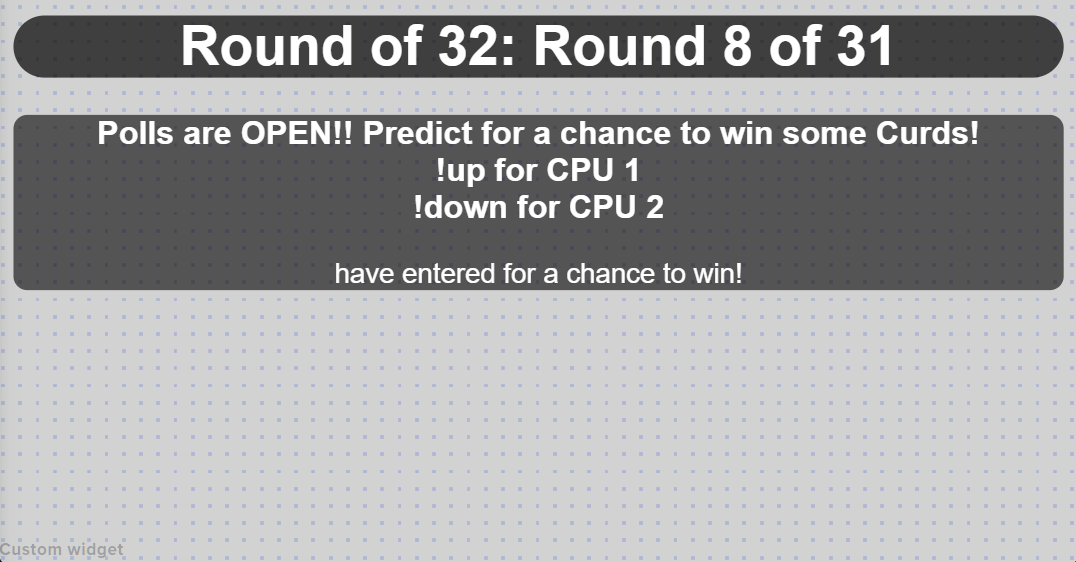 Round of 32: Round 8 of 31
Polls are OPEN!! Predict for a chance to win some Curds!
!up for CPU 1
!down for CPU 2
have entered for a chance to win!
Custom widget